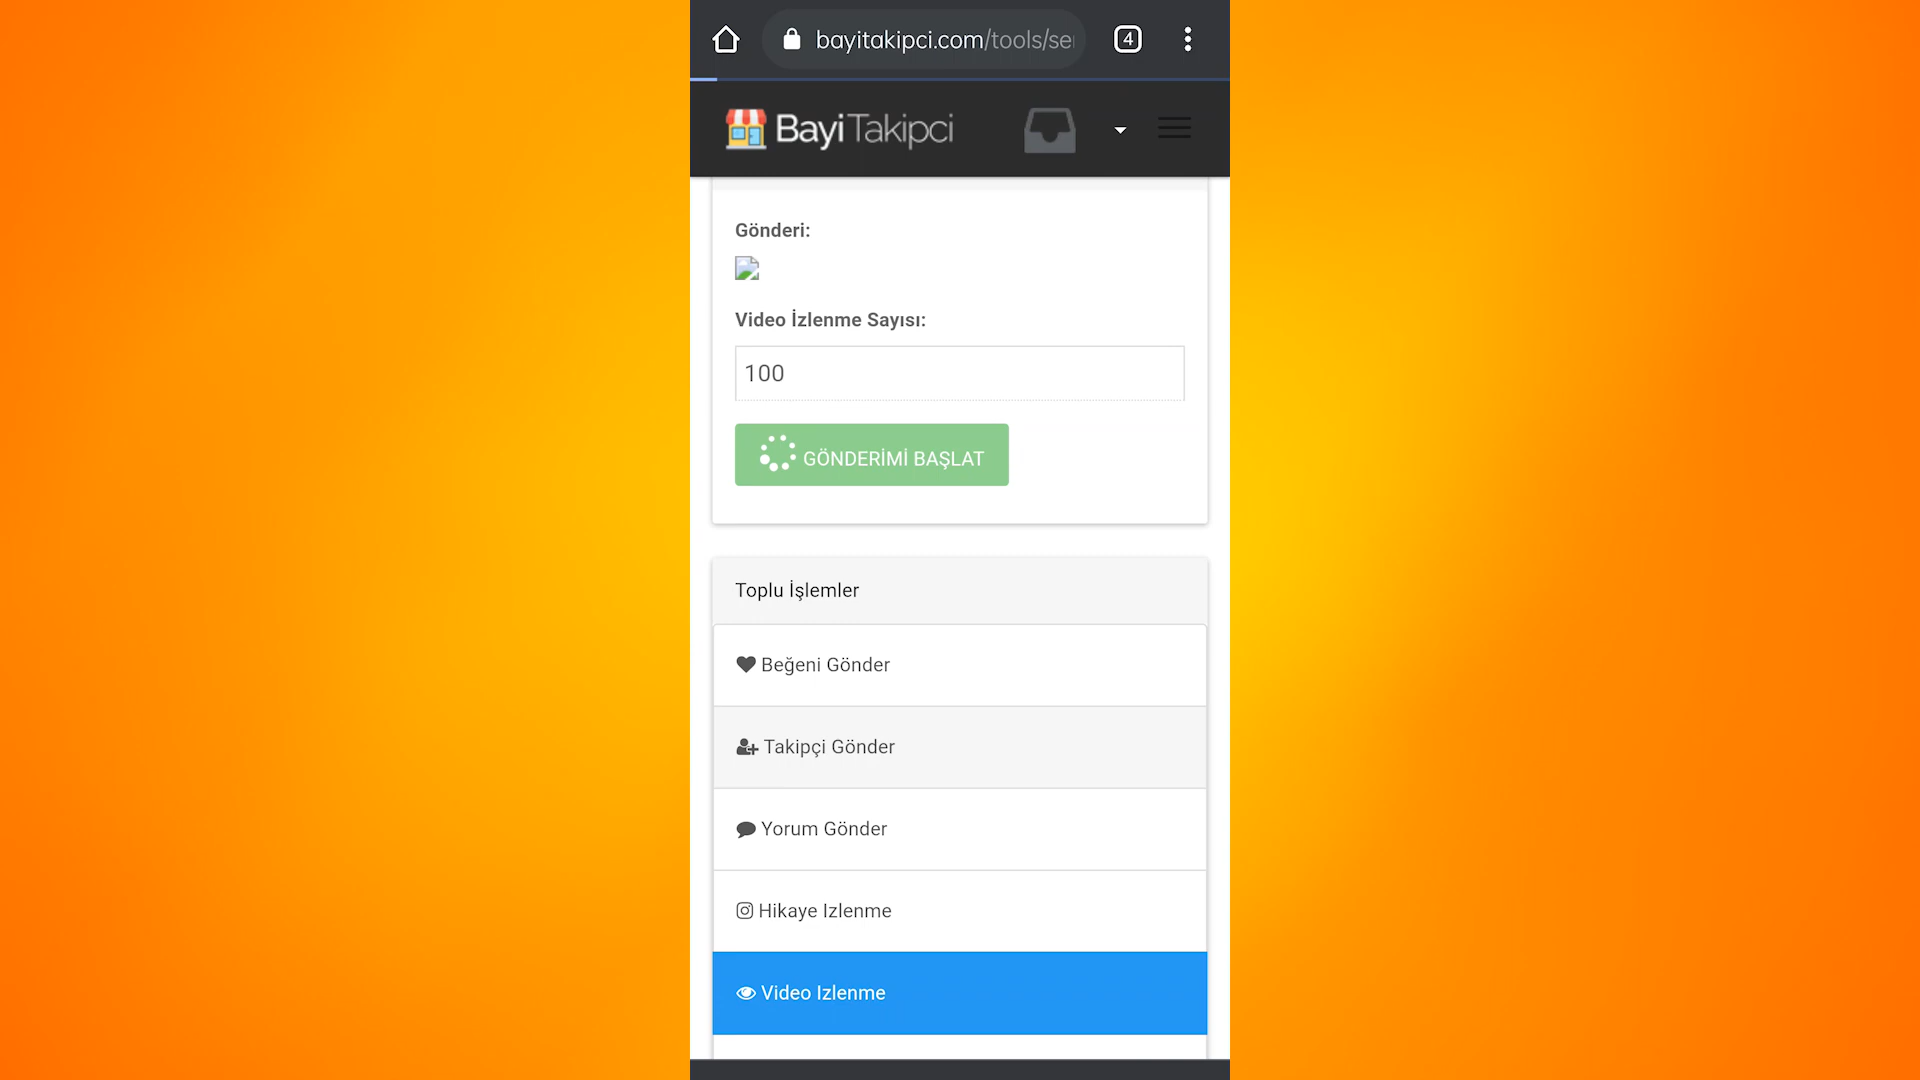 bayitakipci.com/tools/se
4
BayiTakipci
Gönderi:
Video İzlenme Sayısı:
100
GÖNDERİMİ BAŞLAT
Toplu İşlemler
Beğeni Gönder
Takipçi Gönder
Yorum Gönder
Hikaye Izlenme
Video Izlenme